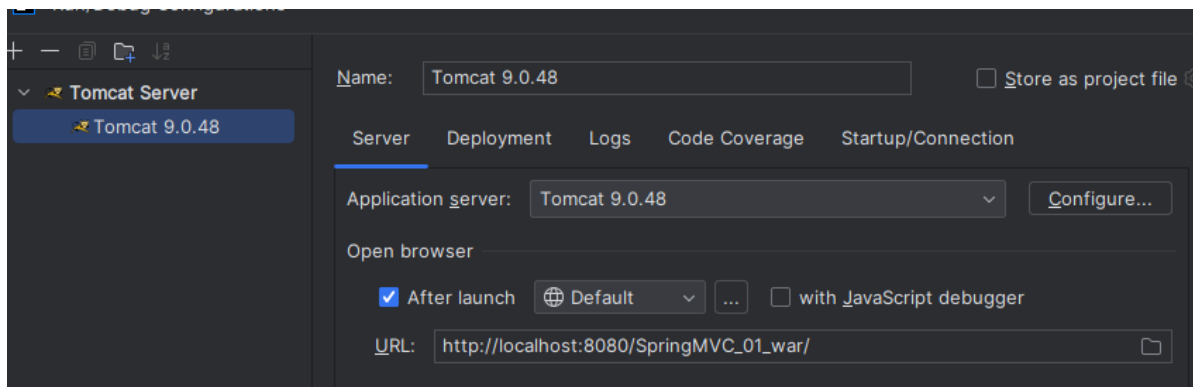 Name: Tomcat 9.0.48 Store as project file
Tomcat Server
Tomcat 9.0.48
Server Deployment Logs Code Coverage Startup/Connection
Application server: Tomcat 9.0.48 Configure...
Open browser
After launch Default ... with JavaScript debugger
URL: http://localhost:8080/SpringMVC_01_war/